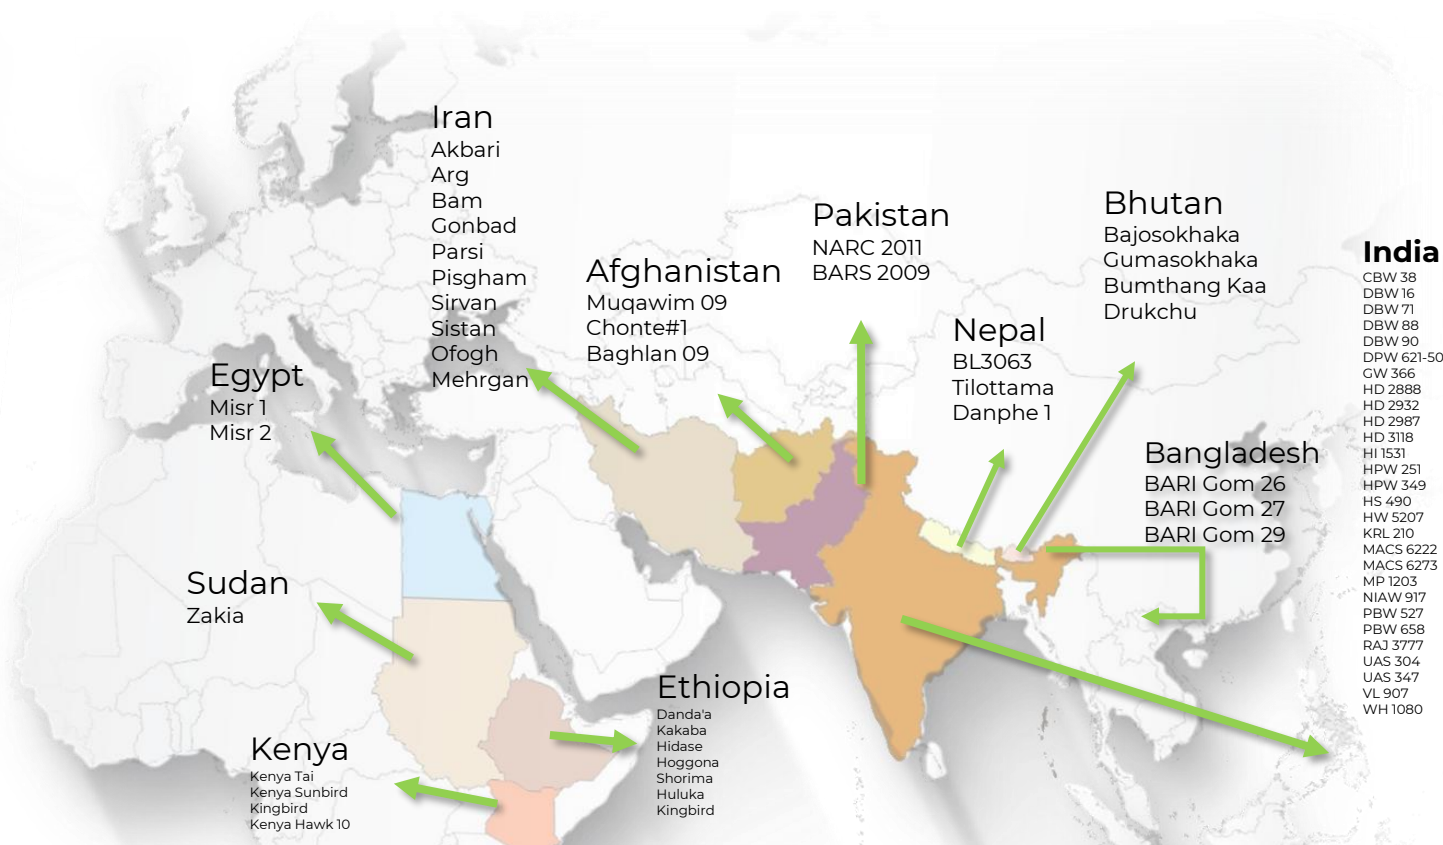 Iran
Akbari
Arg
Bam
Gonbad
Parsi
Pisgham
Sirvan
Sistan
Ofogh
Mehrgan
Afghanistan
Muqawim 09
Chonte#1
Baghlan 09
Pakistan
NARC 2011
BARS 2009
Nepal
BL3063
Tilottama
Danphe 1
Bhutan
Bajosokhaka
Gumasokhaka
Bumthang Kaa
Drukchu
Bangladesh
BARI Gom 26
BARI Gom 27
BARI Gom 29
India
CBW 38
DBW 16
DBW 71
DBW 88
DBW 90
DPW 621-50
GW 366
HD 2888
HD 2932
HD 2987
HD 3118
HI 1531
HPW 251
HPW 349
HS 490
HW 5207
KRL 210
MACS 6222
MACS 6273
MP 1203
NIAW 917
PBW 527
PBW 658
RAJ 3777
UAS 304
UAS 347
VL 907
WH 1080
Egypt
Misr 1
Misr 2
Sudan
Zakia
Kenya
Kenya Tai
Kenya Sunbird
Kingbird
Kenya Hawk 10
Ethiopia
Danda'a
Kakaba
Hidase
Hoggona
Shorima
Huluka
Kingbird